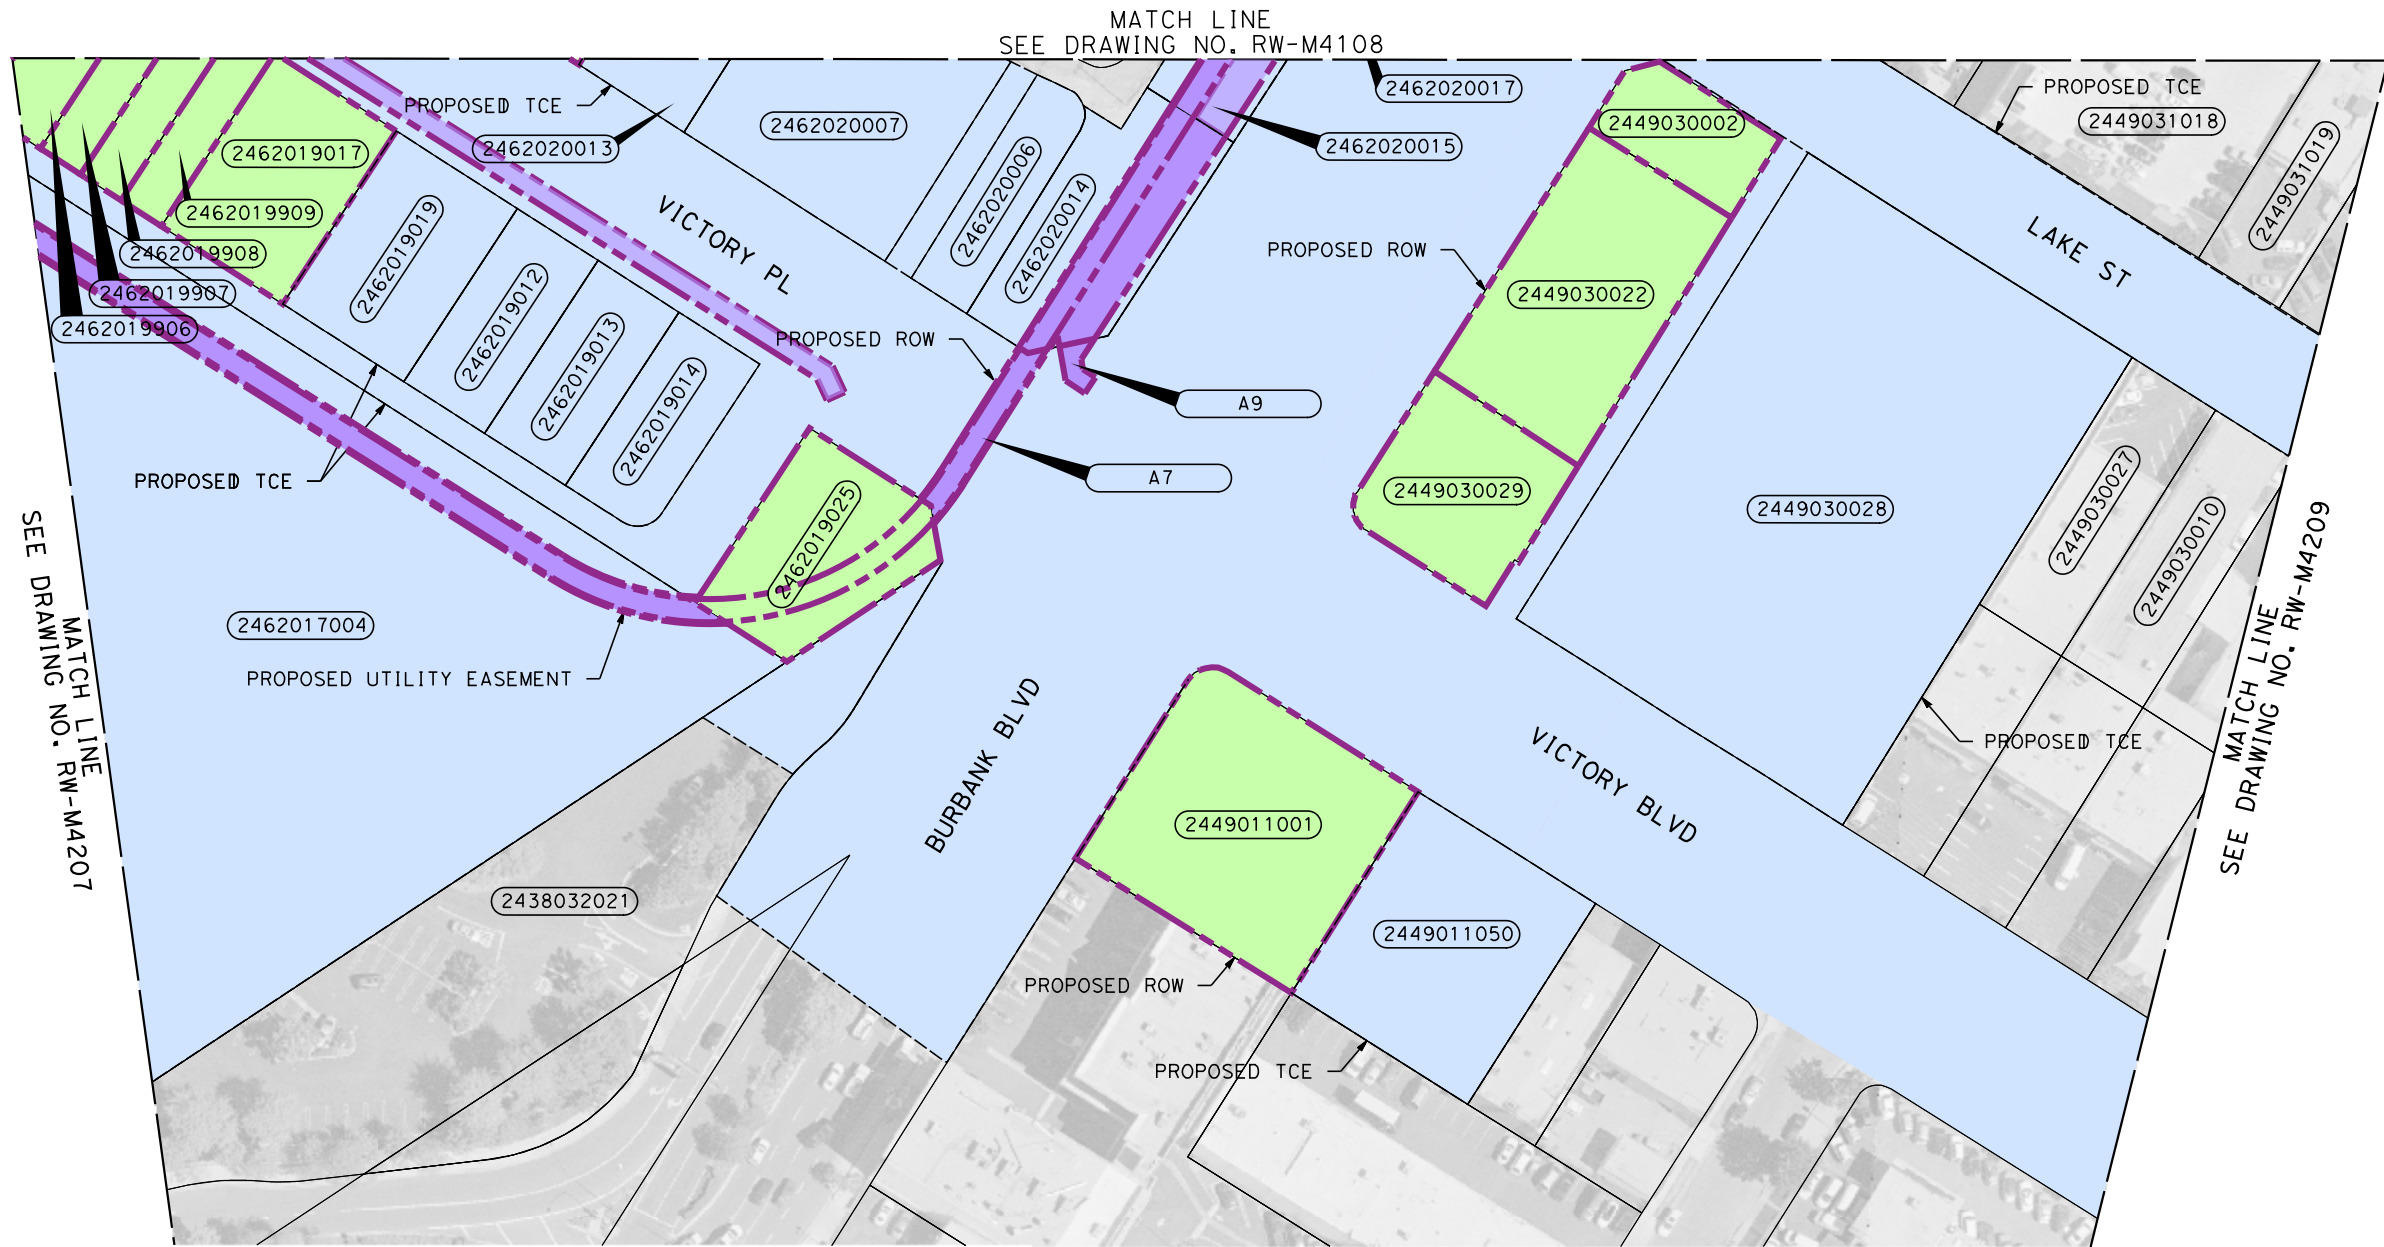 MATCH LINE
SEE DRAWING NO. RW-M4108
PROPOSED TCE
2462020013
2462020007
2462020017
2462020015
2449030002
PROPOSED TCE
2449031018
2449031019
2462019017
2462019909
2462019908
2462019907
2462019906
2462019019
2462019012
2462019013
2462019014
VICTORY PL
2462020006
2462020014
PROPOSED ROW
PROPOSED ROW
2449030022
LAKE ST
A9
A7
PROPOSED TCE
2462019025
2449030029
2449030028
2449030027
2449030010
MATCH LINE
SEE DRAWING NO. RW-M4207
2462017004
PROPOSED UTILITY EASEMENT
BURBANK BLVD
VICTORY BLVD
PROPOSED TCE
MATCH LINE
SEE DRAWING NO. RW-M4209
2449011001
2438032021
2449011050
PROPOSED ROW
PROPOSED TCE